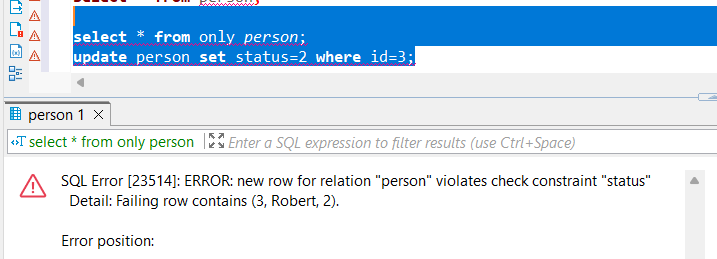 select * from person;
select * from only person;
update person set status=2 where id=3;
person 1
select * from only person
Enter a SQL expression to filter results (use Ctrl+Space)
SQL Error [23514]: ERROR: new row for relation "person" violates check constraint "status"
Detail: Failing row contains (3, Robert, 2).
Error position: